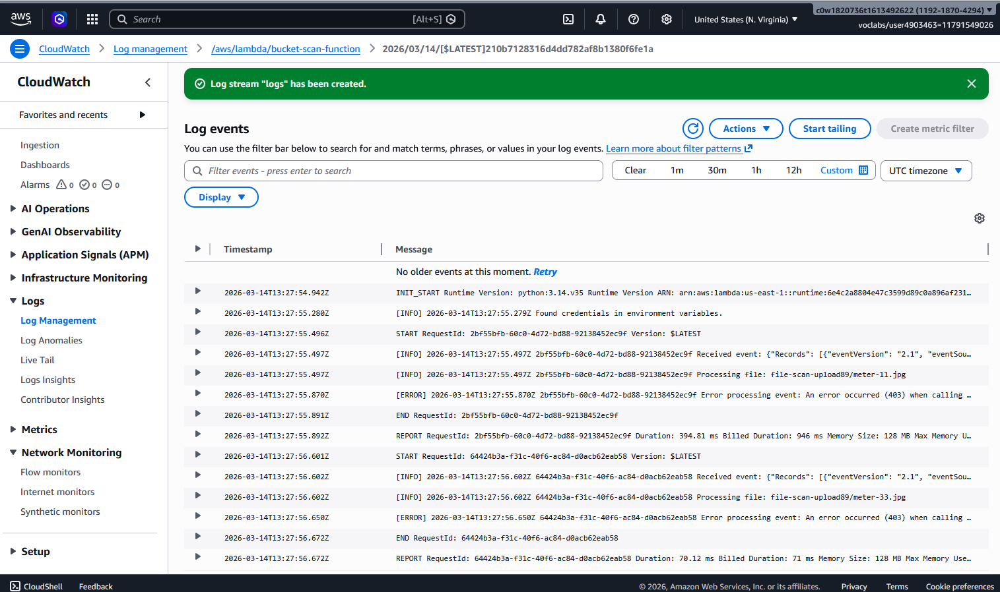 aws
Search
[Alt+S]
United States (N. Virginia)
c0w1820736t1613492622 (1192-1870-4294)
voclabs/user4903463=11791549026
CloudWatch
Log management
/aws/lambda/bucket-scan-function
2026/03/14/[$LATEST]210b7128316d4dd782af8b1380f6fe1a
CloudWatch
Favorites and recents
Ingestion
Dashboards
Alarms 0 0 0
AI Operations
GenAI Observability
Application Signals (APM)
Infrastructure Monitoring
Logs
Log Management
Log Anomalies
Live Tail
Logs Insights
Contributor Insights
Metrics
Network Monitoring
Flow monitors
Internet monitors
Synthetic monitors
Setup
Log stream "logs" has been created.
Log events
Actions
Start tailing
Create metric filter
You can use the filter bar below to search for and match terms, phrases, or values in your log events. Learn more about filter patterns
Filter events - press enter to search
Clear 1m 30m 1h 12h Custom
UTC timezone
Display
Timestamp Message
No older events at this moment. Retry
2026-03-14T13:27:54.942Z INIT_START Runtime Version: python:3.14.v35 Runtime Version ARN: arn:aws:lambda:us-east-1::runtime:6e4c2a8804e47c3599d89c0a896af231…
2026-03-14T13:27:55.280Z [INFO] 2026-03-14T13:27:55.279Z Found credentials in environment variables.
2026-03-14T13:27:55.496Z START RequestId: 2bf55bfb-60c0-4d72-bd88-92138452ec9f Version: $LATEST
2026-03-14T13:27:55.497Z [INFO] 2026-03-14T13:27:55.497Z 2bf55bfb-60c0-4d72-bd88-92138452ec9f Received event: {"Records": [{"eventVersion": "2.1", "eventSou…
2026-03-14T13:27:55.497Z [INFO] 2026-03-14T13:27:55.497Z 2bf55bfb-60c0-4d72-bd88-92138452ec9f Processing file: file-scan-upload89/meter-11.jpg
2026-03-14T13:27:55.870Z [ERROR] 2026-03-14T13:27:55.870Z 2bf55bfb-60c0-4d72-bd88-92138452ec9f Error processing event: An error occurred (403) when calling …
2026-03-14T13:27:55.891Z END RequestId: 2bf55bfb-60c0-4d72-bd88-92138452ec9f
2026-03-14T13:27:55.892Z REPORT RequestId: 2bf55bfb-60c0-4d72-bd88-92138452ec9f Duration: 394.81 ms Billed Duration: 946 ms Memory Size: 128 MB Max Memory U…
2026-03-14T13:27:56.601Z START RequestId: 64424b3a-f31c-40f6-ac84-d0acb62eab58 Version: $LATEST
2026-03-14T13:27:56.602Z [INFO] 2026-03-14T13:27:56.602Z 64424b3a-f31c-40f6-ac84-d0acb62eab58 Received event: {"Records": [{"eventVersion": "2.1", "eventSou…
2026-03-14T13:27:56.602Z [INFO] 2026-03-14T13:27:56.602Z 64424b3a-f31c-40f6-ac84-d0acb62eab58 Processing file: file-scan-upload89/meter-33.jpg
2026-03-14T13:27:56.650Z [ERROR] 2026-03-14T13:27:56.650Z 64424b3a-f31c-40f6-ac84-d0acb62eab58 Error processing event: An error occurred (403) when calling …
2026-03-14T13:27:56.672Z END RequestId: 64424b3a-f31c-40f6-ac84-d0acb62eab58
2026-03-14T13:27:56.672Z REPORT RequestId: 64424b3a-f31c-40f6-ac84-d0acb62eab58 Duration: 70.12 ms Billed Duration: 71 ms Memory Size: 128 MB Max Memory Use…
CloudShell Feedback © 2026, Amazon Web Services, Inc. or its affiliates. Privacy Terms Cookie preferences